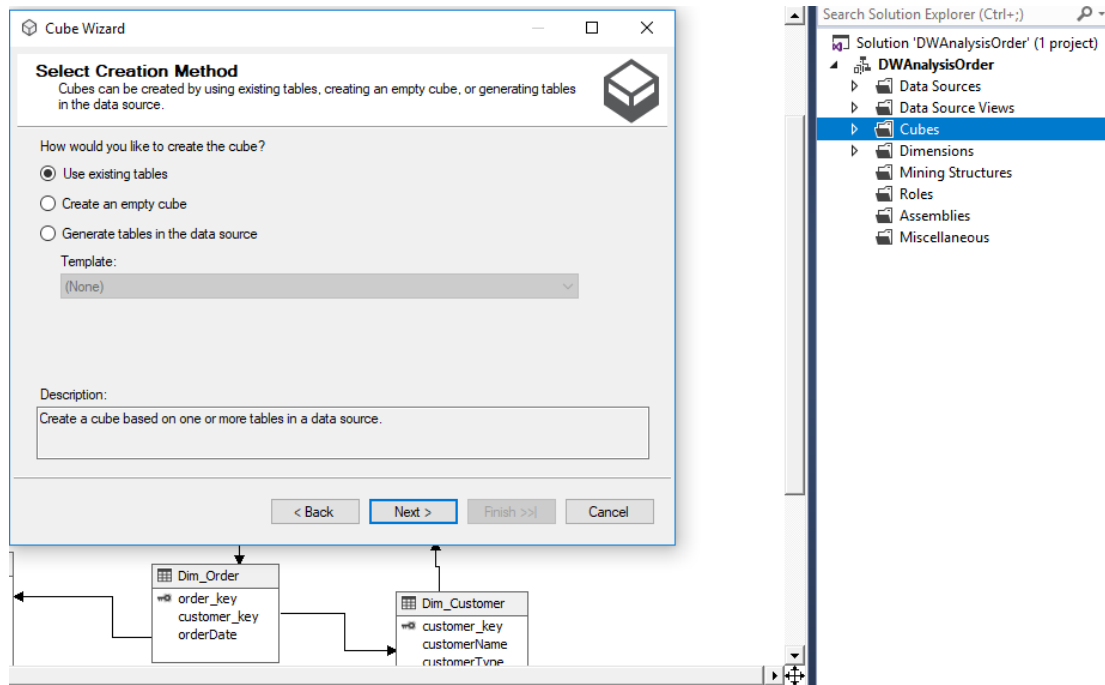 Cube Wizard
Select Creation Method
Cubes can be created by using existing tables, creating an empty cube, or generating tables
in the data source.
How would you like to create the cube?
Use existing tables
Create an empty cube
Generate tables in the data source
Template:
(None)
Description:
Create a cube based on one or more tables in a data source.
< Back
Next >
Finish >>|
Cancel
Dim_Order
order_key
customer_key
orderDate
Dim_Customer
customer_key
customerName
customerType
Search Solution Explorer (Ctrl+;)
Solution 'DWAnalysisOrder' (1 project)
DWAnalysisOrder
Data Sources
Data Source Views
Cubes
Dimensions
Mining Structures
Roles
Assemblies
Miscellaneous